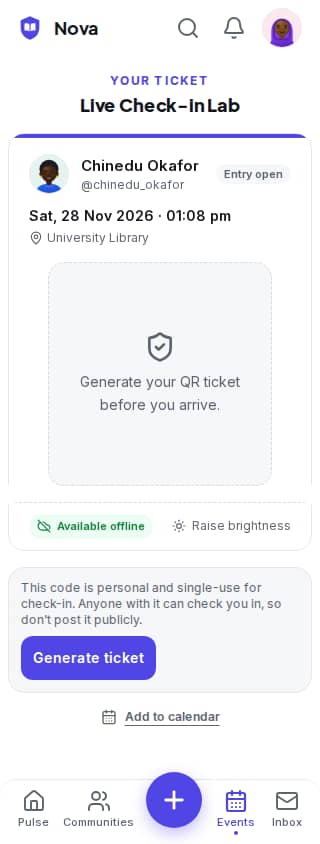 Nova
YOUR TICKET
Live Check-In Lab
Chinedu Okafor
@chinedu_okafor
Entry open
Sat, 28 Nov 2026 · 01:08 pm
University Library
Generate your QR ticket
before you arrive.
Available offline
Raise brightness
This code is personal and single-use for
check-in. Anyone with it can check you in, so
don't post it publicly.
Generate ticket
Add to calendar
Pulse
Communities
Events
Inbox